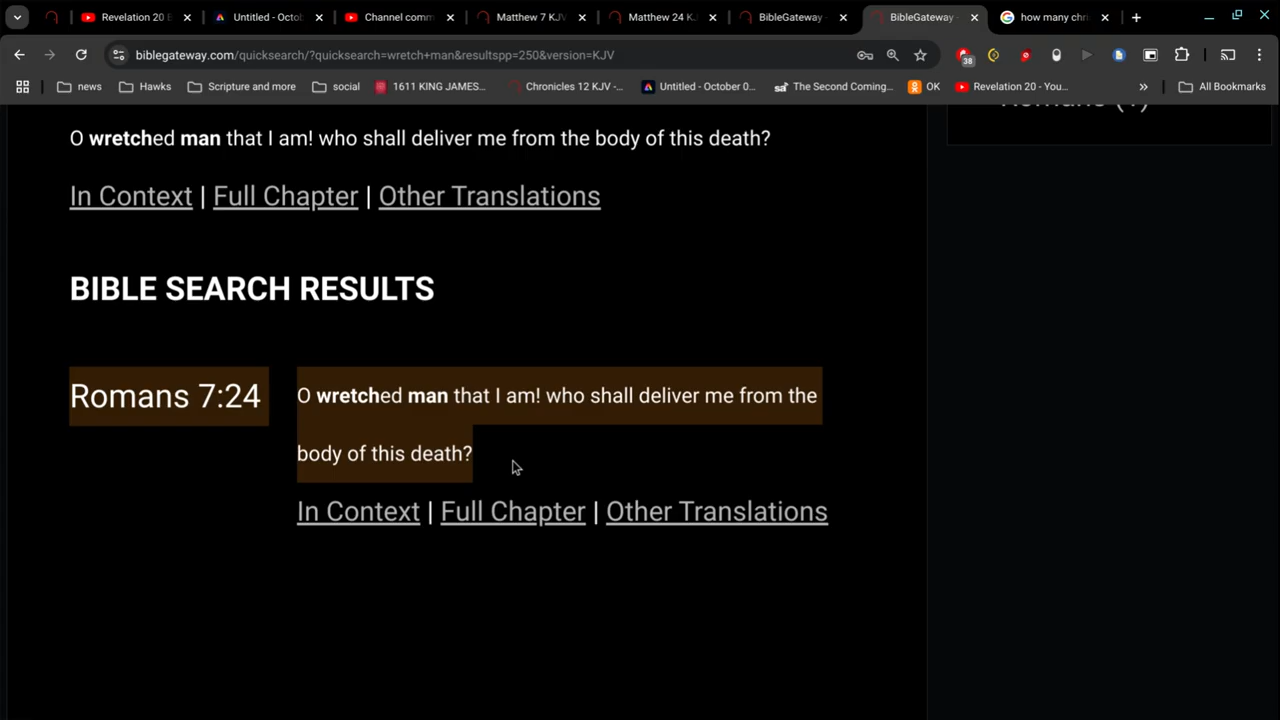 Revelation 20 E
Untitled - Octob
Channel comm
Matthew 7 KJV
Matthew 24 KJ
BibleGateway -
BibleGateway -
how many chri
biblegateway.com/quicksearch/?quicksearch=wretch+man&resultspp=250&version=KJV
38
news
Hawks
Scripture and more
social
1611 KING JAMES...
Chronicles 12 KJV -...
Untitled - October 0...
sa
The Second Coming...
OK
Revelation 20 - You...
»
All Bookmarks
O wretched man that I am! who shall deliver me from the body of this death?
In Context | Full Chapter | Other Translations
BIBLE SEARCH RESULTS
Romans 7:24
O wretched man that I am! who shall deliver me from the
body of this death?
In Context | Full Chapter | Other Translations